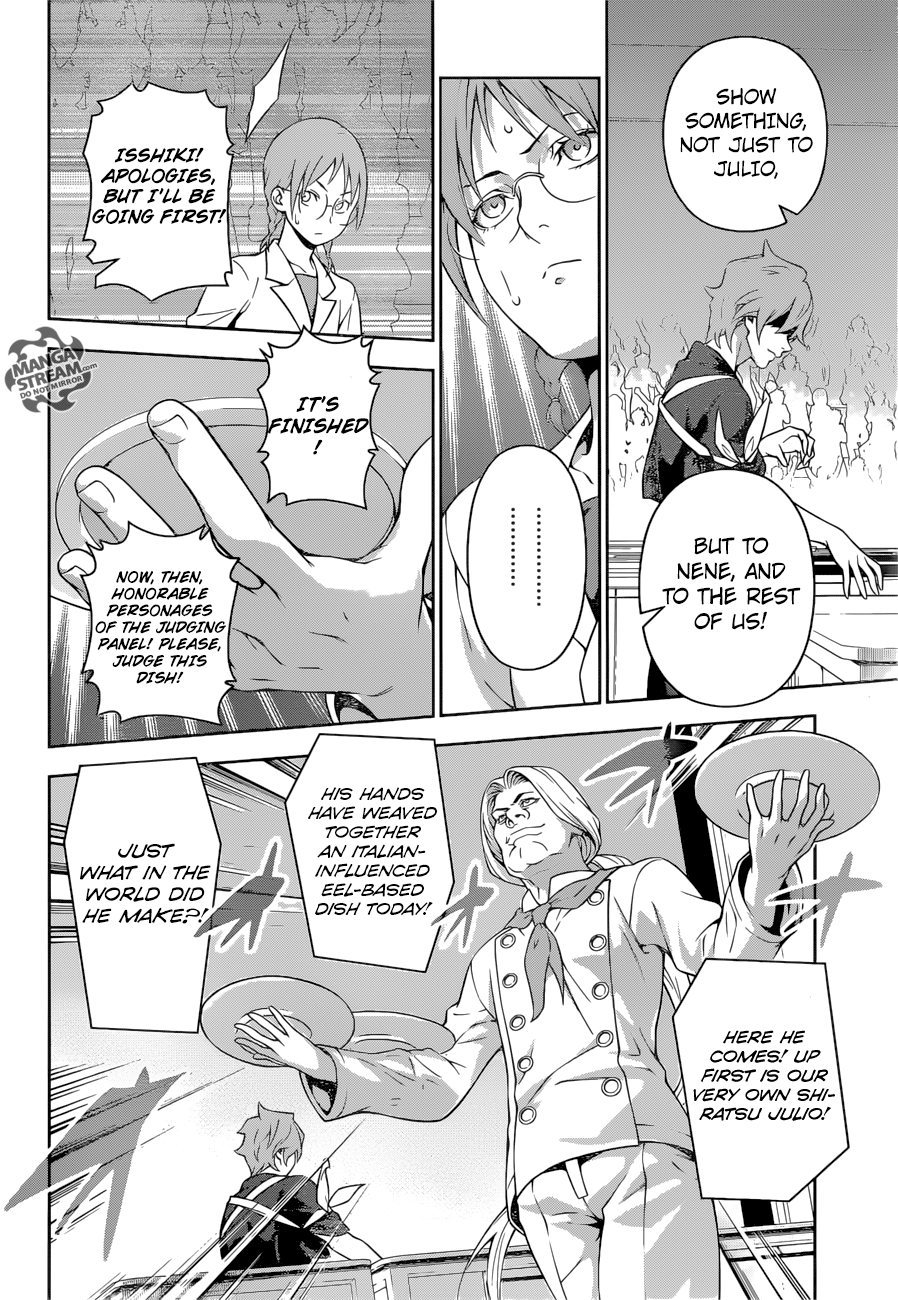 SHOW
SOMETHING,
NOT JUST TO
JULIO,
BUT TO
NENE, AND
TO THE REST
OF US!
ISSHIKI!
APOLOGIES,
BUT I'LL BE
GOING FIRST!
IT'S
FINISHED
!
NOW, THEN,
HONORABLE
PERSONAGES
OF THE JUDGING
PANEL! PLEASE,
JUDGE THIS
DISH!
MANGA
STREAM.COM
DO NOT MIRROR
HERE HE
COMES! UP
FIRST IS OUR
VERY OWN SHI-
RATSU JULIO!
HIS HANDS
HAVE WEAVED
TOGETHER
AN ITALIAN-
INFLUENCED
EEL-BASED
DISH TODAY!
JUST
WHAT IN THE
WORLD DID
HE MAKE?!